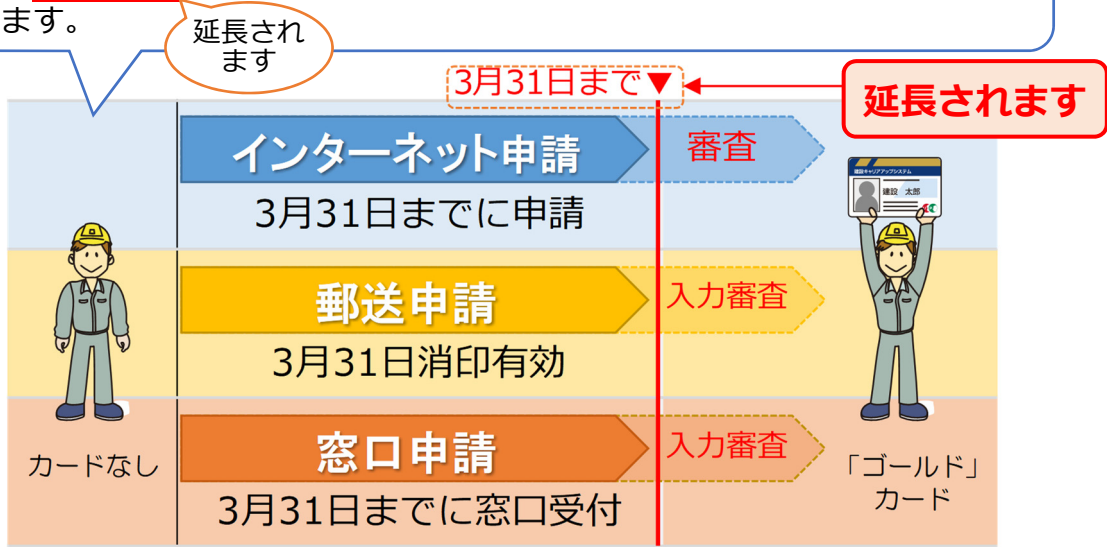 ます。
延長され
ます
3月31日まで▼
延長されます
インターネット申請
審査
3月31日までに申請
建設キャリアアップシステム
建設 太郎
郵送申請
入力審査
3月31日消印有効
窓口申請
入力審査
3月31日までに窓口受付
カードなし
「ゴールド」
カード